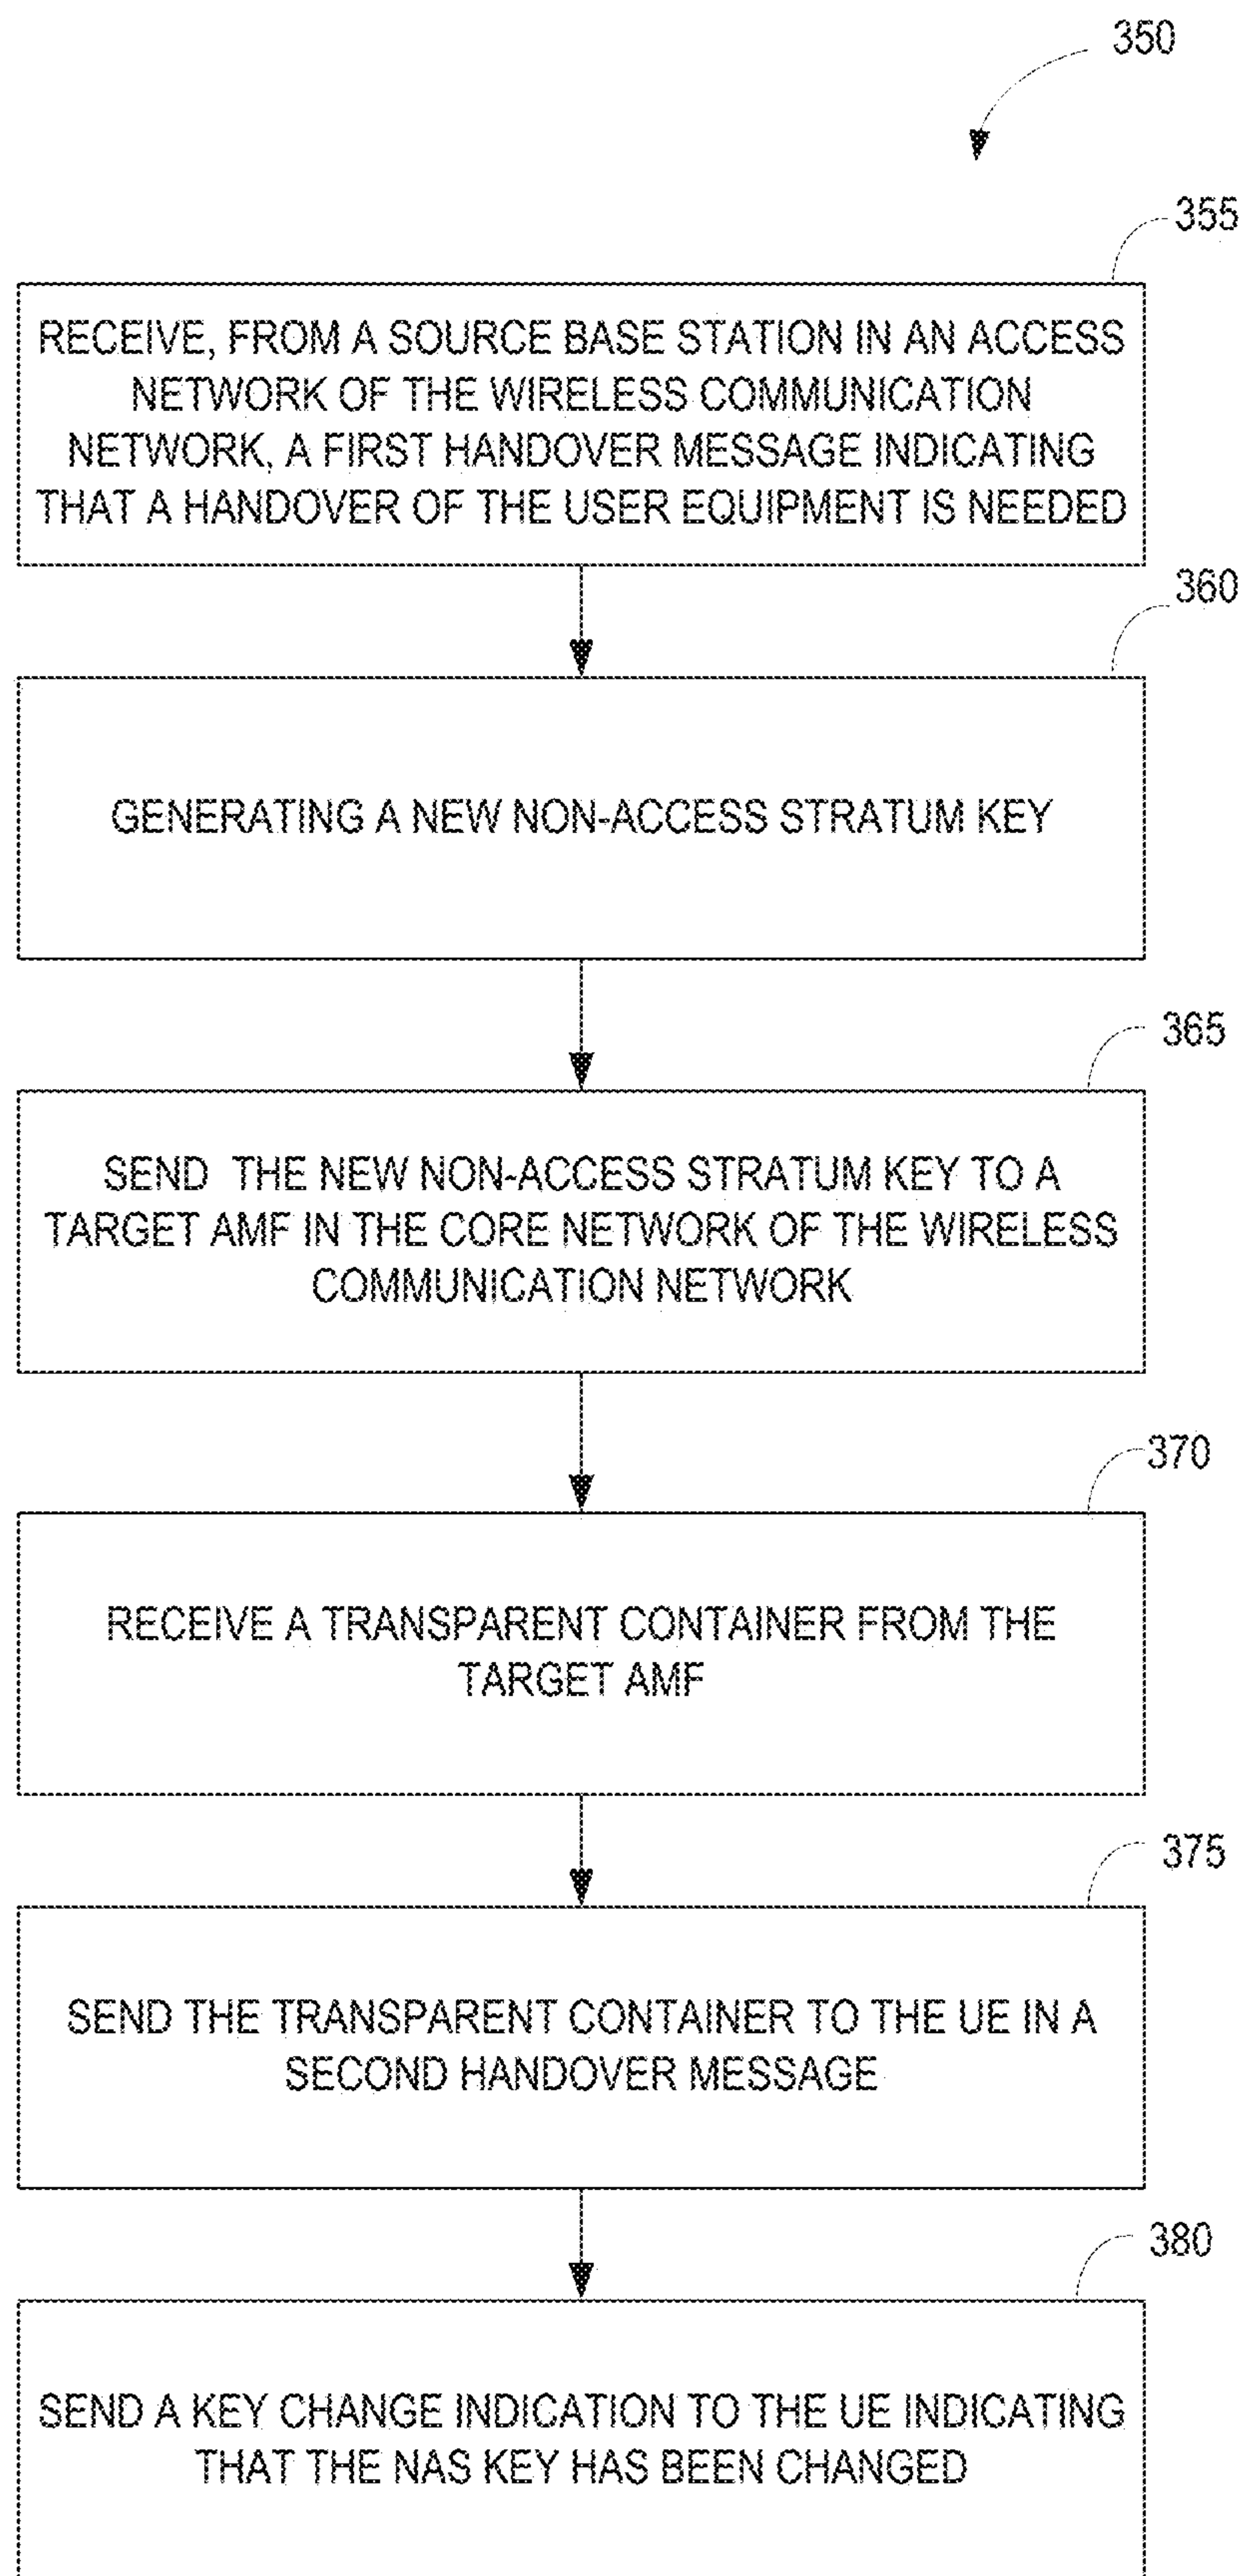 350
355
RECEIVE, FROM A SOURCE BASE STATION IN AN ACCESS
NETWORK OF THE WIRELESS COMMUNICATION
NETWORK, A FIRST HANDOVER MESSAGE INDICATING
THAT A HANDOVER OF THE USER EQUIPMENT IS NEEDED
360
GENERATING A NEW NON-ACCESS STRATUM KEY
365
SEND THE NEW NON-ACCESS STRATUM KEY TO A
TARGET AMF IN THE CORE NETWORK OF THE WIRELESS
COMMUNICATION NETWORK
370
RECEIVE A TRANSPARENT CONTAINER FROM THE
TARGET AMF
375
SEND THE TRANSPARENT CONTAINER TO THE UE IN A
SECOND HANDOVER MESSAGE
380
SEND A KEY CHANGE INDICATION TO THE UE INDICATING
THAT THE NAS KEY HAS BEEN CHANGED